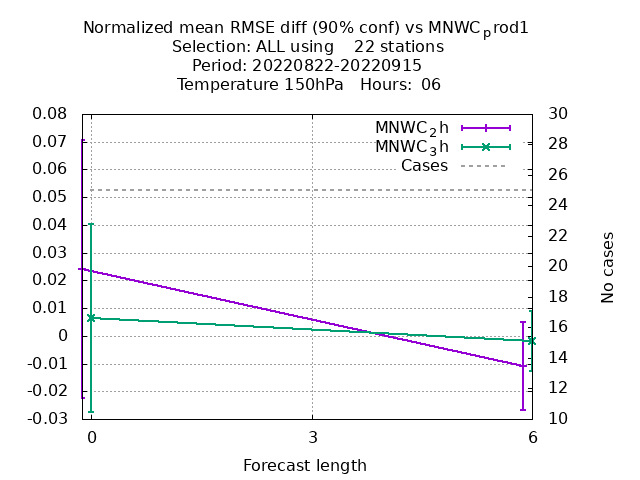 Normalized mean RMSE diff (90% conf) vs MNWCprod1
Selection: ALL using    22 stations
Period: 20220822-20220915
Temperature 150hPa   Hours: 06
MNWC2h
MNWC3h
Cases
0.08
0.07
0.06
0.05
0.04
0.03
0.02
0.01
0
-0.01
-0.02
-0.03
30
28
26
24
22
20
18
16
14
12
10
No cases
0 3 6
Forecast length